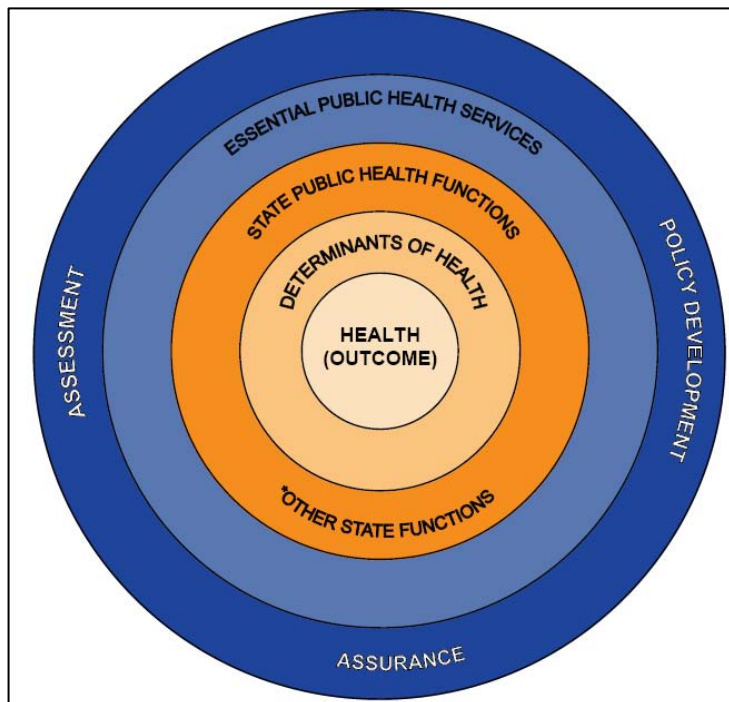 ESSENTIAL PUBLIC HEALTH SERVICES
STATE PUBLIC HEALTH FUNCTIONS
DETERMINANTS OF HEALTH
HEALTH
(OUTCOME)
ASSESSMENT
POLICY DEVELOPMENT
*OTHER STATE FUNCTIONS
ASSURANCE